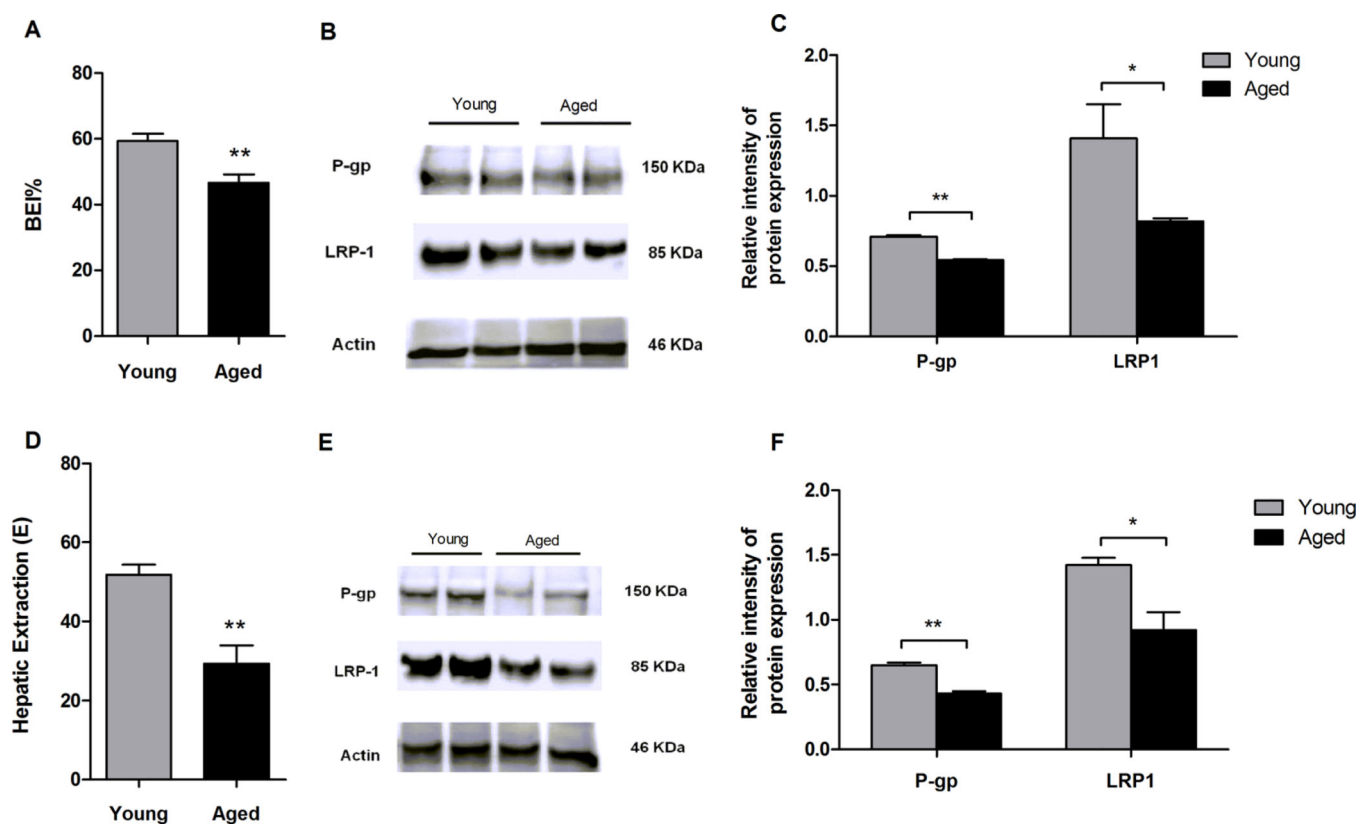 A
BEI%
80
60
40
20
0
**
Young Aged
B
Young Aged
P-gp 150 KDa
LRP-1 85 KDa
Actin 46 KDa
C
Relative intensity of
protein expression
2.0
1.5
1.0
0.5
0.0
**
*
P-gp LRP1
Young
Aged
D
Hepatic Extraction (E)
80
60
40
20
0
**
Young Aged
E
Young Aged
P-gp 150 KDa
LRP-1 85 KDa
Actin 46 KDa
F
Relative intensity of
protein expression
2.0
1.5
1.0
0.5
0.0
**
*
P-gp LRP1
Young
Aged